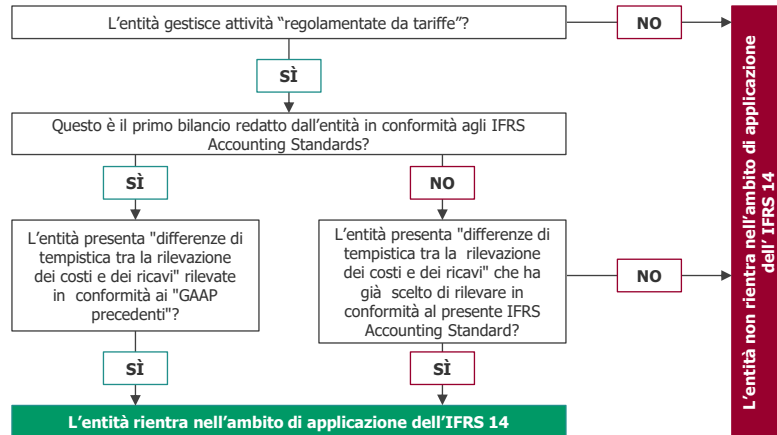 L'entità gestisce attività “regolamentate da tariffe”?
NO
SÌ
Questo è il primo bilancio redatto dall'entità in conformità agli IFRS
Accounting Standards?
SÌ
NO
L'entità presenta "differenze di
tempistica tra la rilevazione
dei costi e dei ricavi" rilevate
in conformità ai "GAAP
precedenti"?
L'entità presenta "differenze di
tempistica tra la rilevazione
dei costi e dei ricavi" che ha
già scelto di rilevare in
conformità al presente IFRS
Accounting Standard?
NO
SÌ
SÌ
L'entità rientra nell'ambito di applicazione dell'IFRS 14
L'entità non rientra nell'ambito di applicazione
dell' IFRS 14